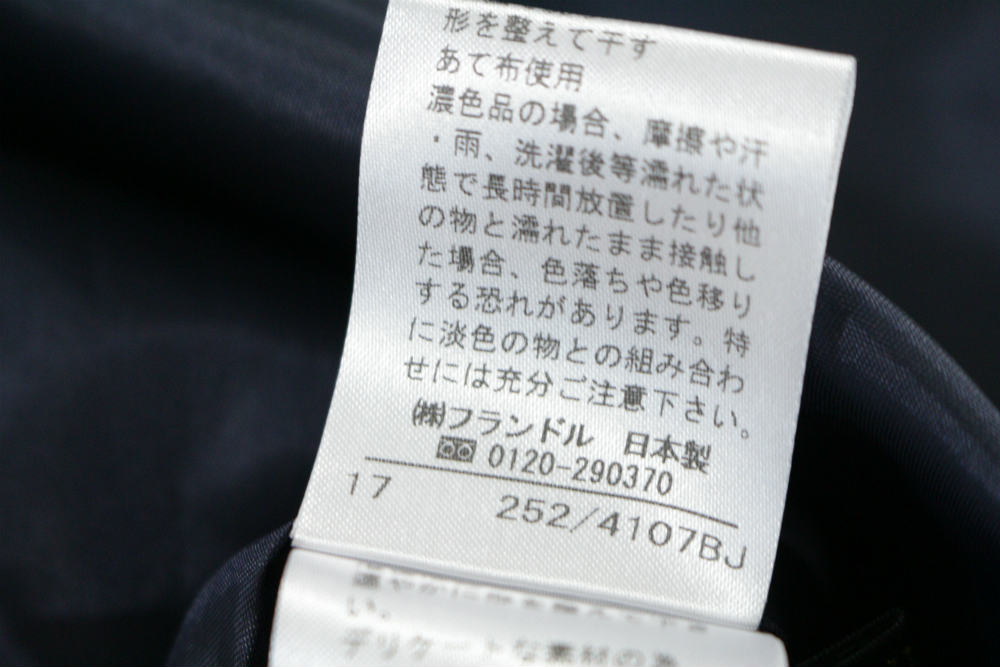 形を整えて干す
あて布使用
濃色品の場合、摩擦や汗
・雨、洗濯後等濡れた状
態で長時間放置したり他
の物と濡れたまま接触し
た場合、色落ちや色移り
する恐れがあります。特
に淡色の物との組み合わ
せには充分ご注意下さい。
㈱フランドル 日本製
0120-290370
17 252/4107BJ
い。
デリケートな素材の為